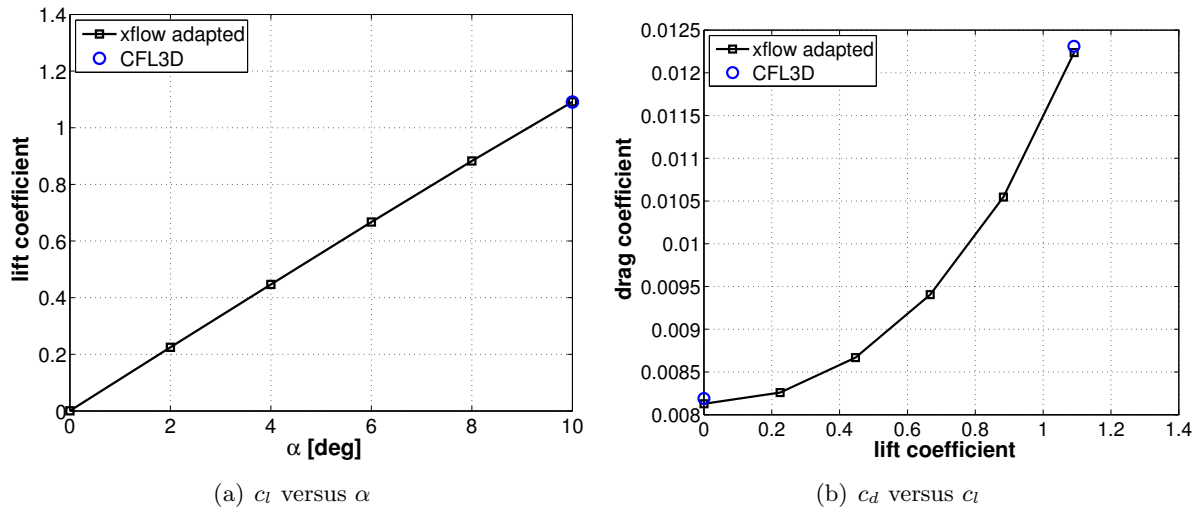 xflow adapted
CFL3D
1.4
1.2
1
0.8
0.6
0.4
0.2
0
0 2 4 6 8 10
lift coefficient
α [deg]
(a) cl versus α
xflow adapted
CFL3D
0.0125
0.012
0.0115
0.011
0.0105
0.01
0.0095
0.009
0.0085
0.008
0 0.2 0.4 0.6 0.8 1 1.2 1.4
drag coefficient
lift coefficient
(b) cd versus cl